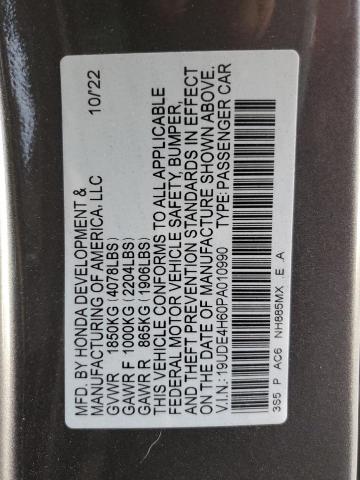 MFD. BY HONDA DEVELOPMENT & 10/22
MANUFACTURING OF AMERICA, LLC
GVWR 1850KG (4078LBS)
GAWR F 1000KG (2204LBS)
GAWR R 865KG (1906LBS)
THIS VEHICLE CONFORMS TO ALL APPLICABLE
FEDERAL MOTOR VEHICLE SAFETY, BUMPER,
AND THEFT PREVENTION STANDARDS IN EFFECT
ON THE DATE OF MANUFACTURE SHOWN ABOVE.
V.I.N.: 19UDE4H60PA010990 TYPE: PASSENGER CAR
3S5 P AC6 NH885MX E A